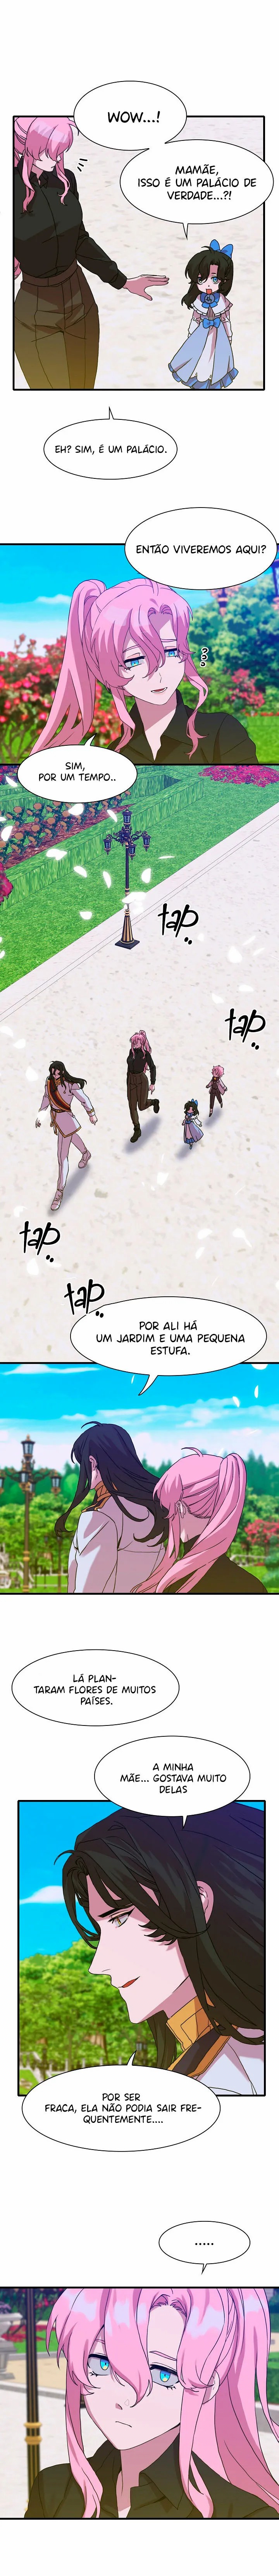 WOW...!
MAMÃE,
ISSO É UM PALÁCIO DE
VERDADE...?!
EH? SIM, É UM PALÁCIO.
ENTÃO VIVEREMOS AQUI?
SIM,
POR UM TEMPO..
tap
tap
tap
tap
POR ALI HÁ
UM JARDIM E UMA PEQUENA
ESTUFA.
LÁ PLAN-
TARAM FLORES DE MUITOS
PAÍSES.
A MINHA
MÃE... GOSTAVA MUITO
DELAS
POR SER
FRACA, ELA NÃO PODIA SAIR FRE-
QUENTEMENTE....
.....